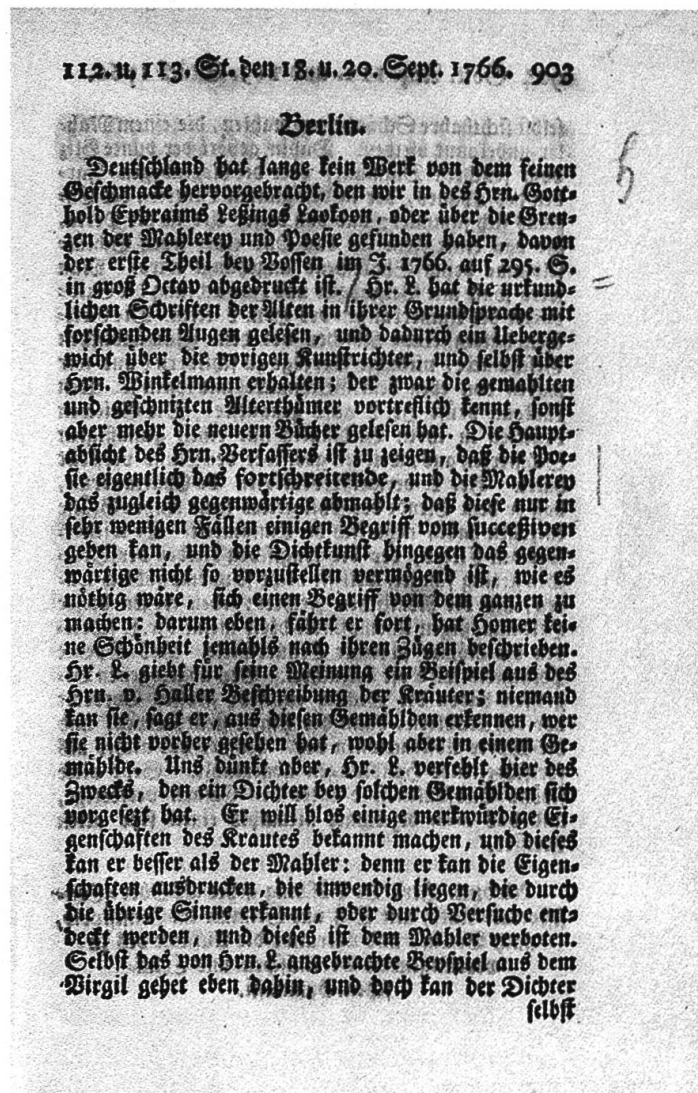 112. u. 113. St. den 18. u. 20. Sept. 1766. 903
Berlin.
Deutschland hat lange kein Werk von dem feinen
Geschmacke hervorgebracht, den wir in des Hrn. Gott-
hold Ephraims Leßings Laokoon, oder über die Gren-
zen der Mahlerey und Poesie gefunden haben, davon
der erste Theil bey Vossen im J. 1766. auf 295. S.
in groß Octav abgedruckt ist. Hr. L. hat die urkund-
lichen Schriften der Alten in ihrer Grundsprache mit
forschenden Augen gelesen, und dadurch ein Ueberge-
wicht über die vorigen Kunstrichter, und selbst über
Hrn. Winkelmann erhalten; der zwar die gemahlten
und geschnizten Alterthümer vortreflich kennt, sonst
aber mehr die neuern Bücher gelesen hat. Die Haupt-
absicht des Hrn. Verfassers ist zu zeigen, daß die Poe-
sie eigentlich das fortschreitende, und die Mahlerey
das zugleich gegenwärtige abmahlt; daß diese nur in
sehr wenigen Fällen einigen Begriff vom succeßiven
geben kan, und die Dichtkunst hingegen das gegen-
wärtige nicht so vorzustellen vermögend ist, wie es
nöthig wäre, sich einen Begriff von dem ganzen zu
machen: darum eben, fährt er fort, hat Homer kei-
ne Schönheit jemahls nach ihren Zügen beschrieben.
Hr. L. giebt für seine Meinung ein Beispiel aus des
Hrn. v. Haller Beschreibung der Kräuter; niemand
kan sie, sagt er, aus diesen Gemählden erkennen, wer
sie nicht vorher gesehen hat, wohl aber in einem Ge-
mählde. Uns dünkt aber, Hr. L. verfehlt hier des
Zwecks, den ein Dichter bey solchen Gemählden sich
vorgesezt hat. Er will blos einige merkwürdige Ei-
genschaften des Krautes bekannt machen, und dieses
kan er besser als der Mahler: denn er kan die Eigen-
schaften ausdrucken, die inwendig liegen, die durch
die übrige Sinne erkannt, oder durch Versuche ent-
deckt werden, und dieses ist dem Mahler verboten.
Selbst das von Hrn. L. angebrachte Beyspiel aus dem
Virgil gehet eben dahin, und doch kan der Dichter
selbst